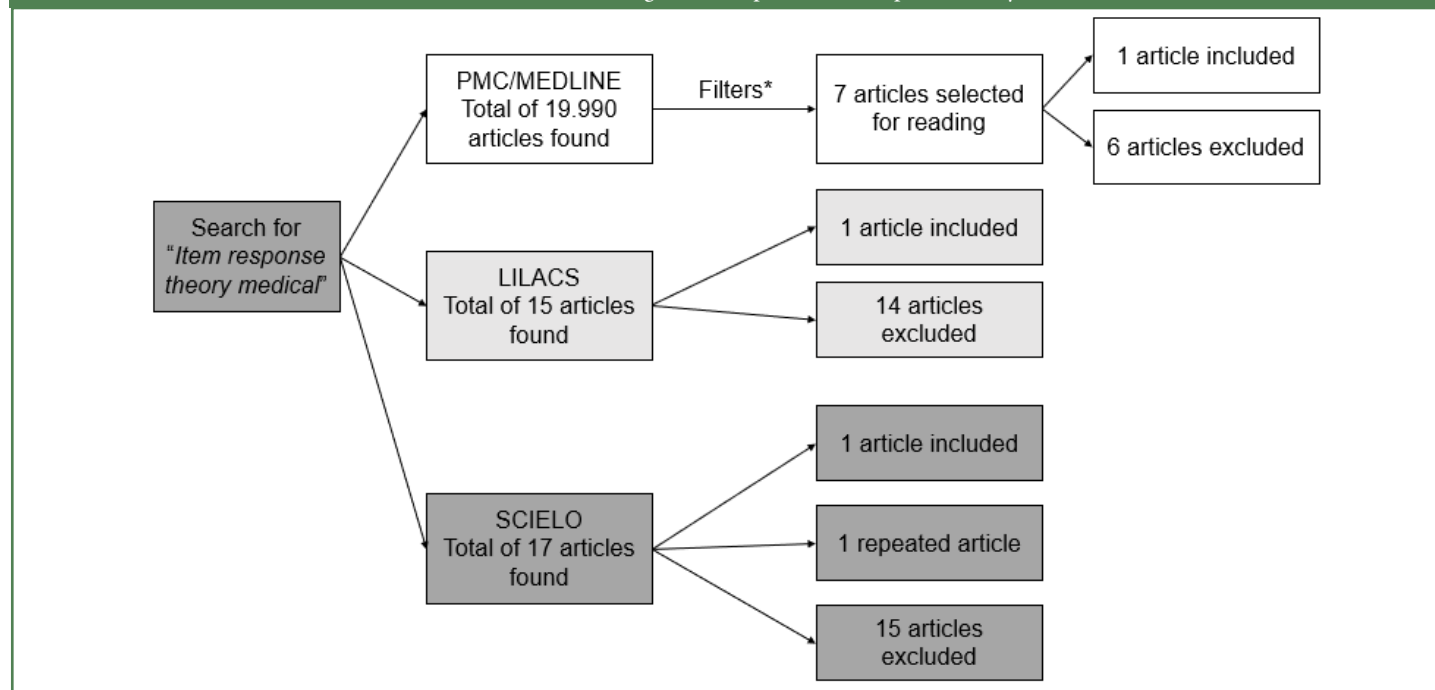 Search for
“Item response
theory medical”
PMC/MEDLINE
Total of 19.990
articles found
Filters*
7 articles selected
for reading
1 article included
6 articles excluded
LILACS
Total of 15 articles
found
1 article included
14 articles
excluded
SCIELO
Total of 17 articles
found
1 article included
1 repeated article
15 articles
excluded